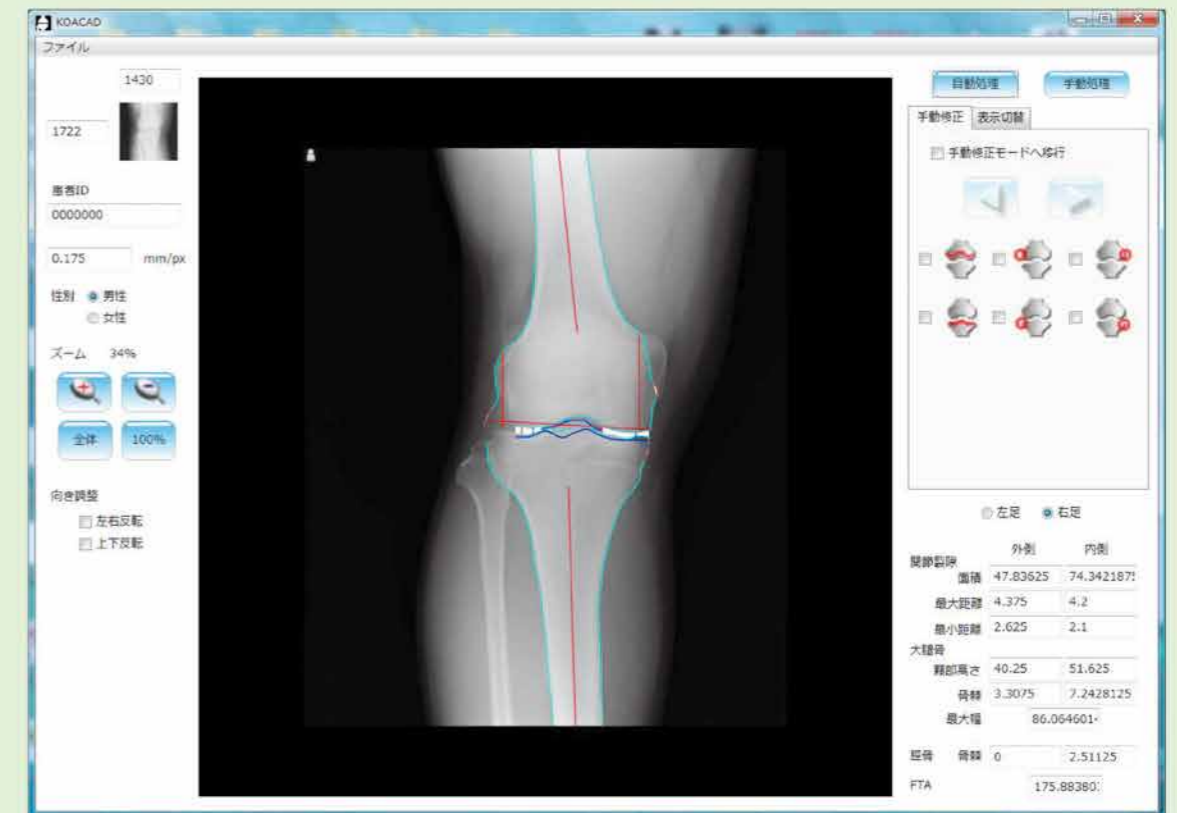 KOACAD
ファイル
1430
1722
患者ID
0000000
0.175 mm/px
性別 男性
女性
ズーム 34%
全体 100%
向き調整
左右反転
上下反転
自動処理 手動処理
手動修正 表示切替
手動修正モードへ移行
左足 右足
外側 内側
関節裂隙
面積 47.83625 74.3421875
最大距離 4.375 4.2
最小距離 2.625 2.1
大腿骨
顆部高さ 40.25 51.625
骨棘 3.3075 7.2428125
最大幅 86.064601
脛骨 骨棘 0 2.51125
FTA 175.88380